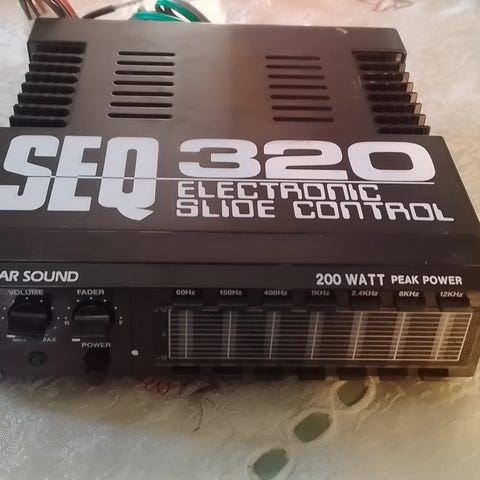 SEQ 320
ELECTRONIC
SLIDE CONTROL
AR SOUND
200 WATT PEAK POWER
VOLUME FADER 60Hz 150Hz 400Hz 1KHz 2.4KHz 6KHz 12KHz
R F +12
MIN MAX
POWER -12